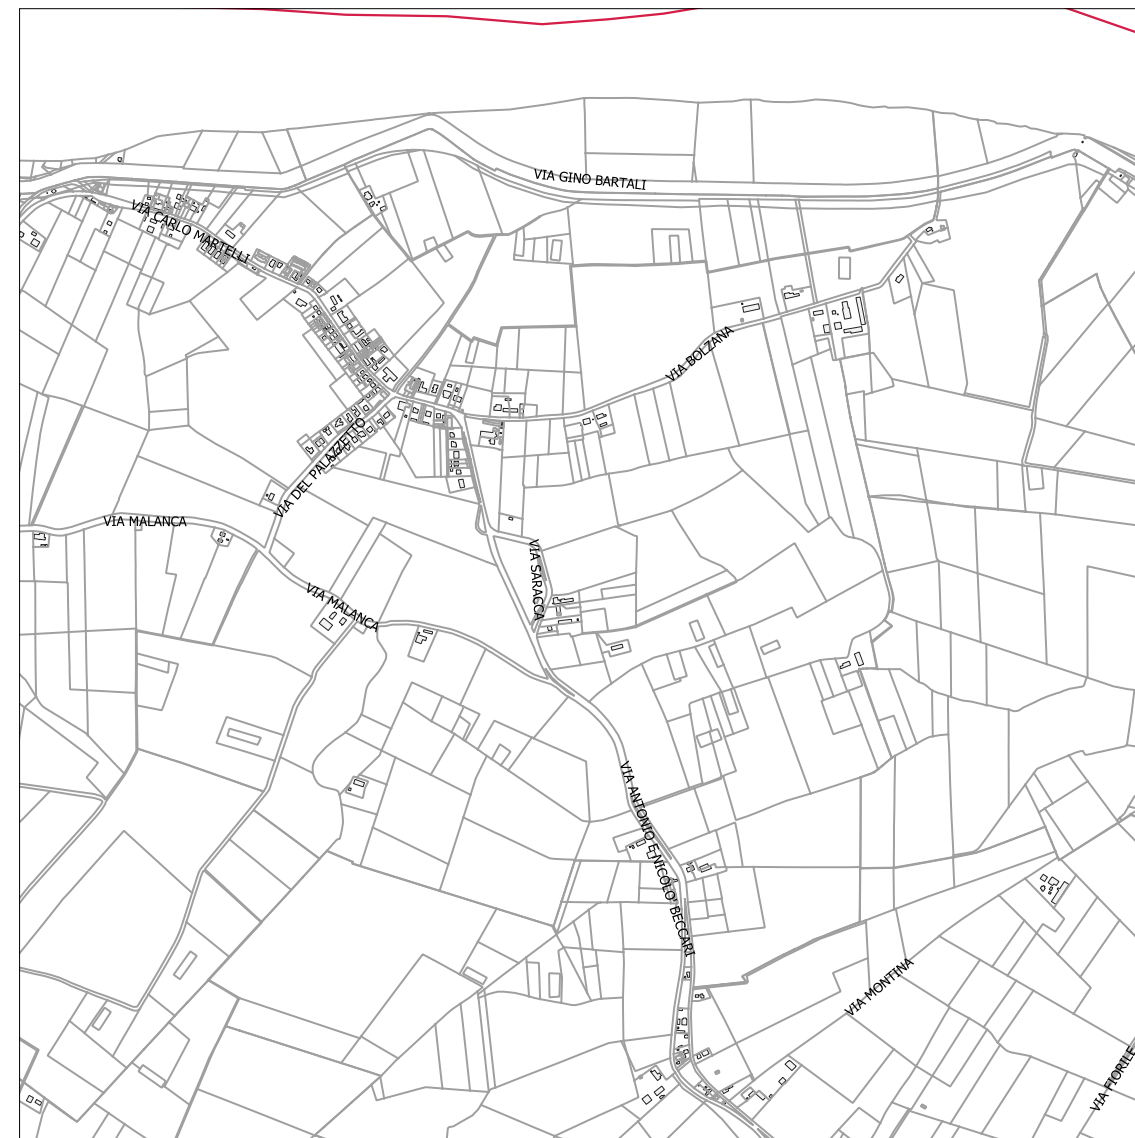 VIA GINO BARTALI
VIA CARLO MARTELLI
VIA BOLZANA
VIA DEL PALAZZETTO
VIA MALANCA
VIA SARACCA
VIA MALANCA
VIA ANTONIO E NICOLO' BECCARI
VIA MONTINA
VIA FIORILE